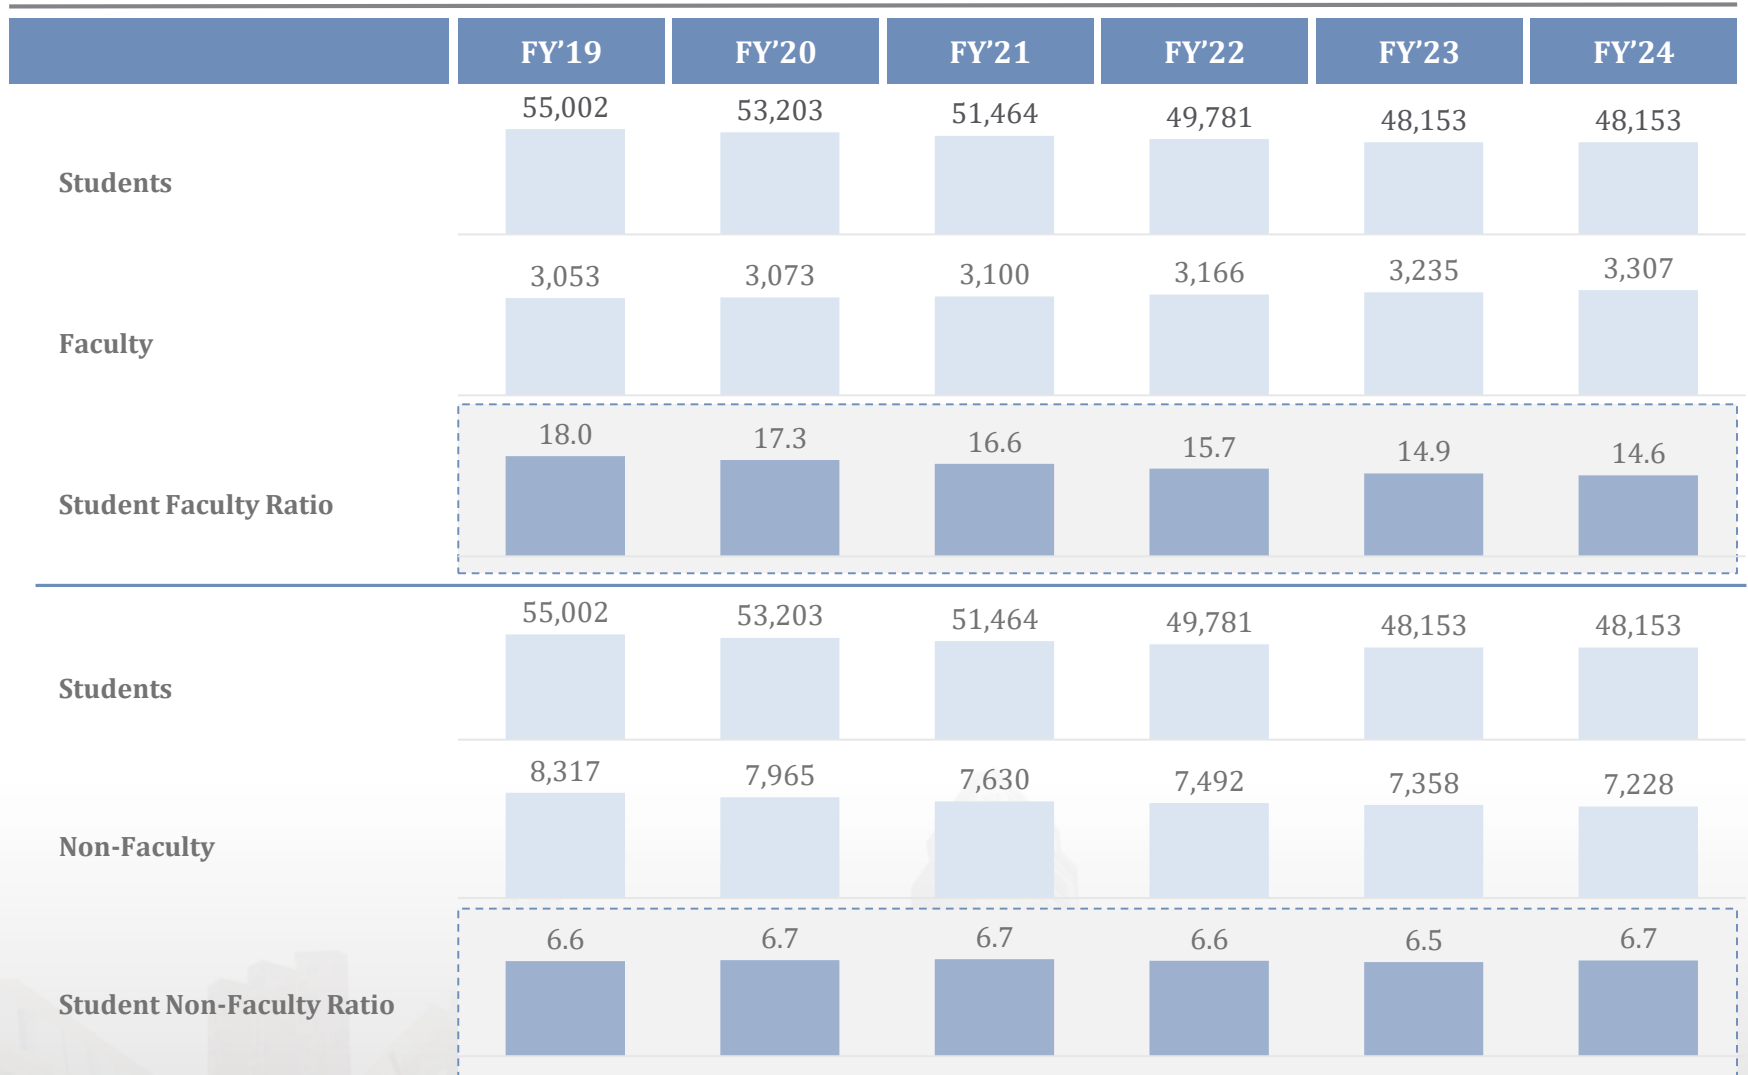 FY’19 FY’20 FY’21 FY’22 FY’23 FY’24
55,002 53,203 51,464 49,781 48,153 48,153
Students
3,053 3,073 3,100 3,166 3,235 3,307
Faculty
18.0 17.3 16.6 15.7 14.9 14.6
Student Faculty Ratio
55,002 53,203 51,464 49,781 48,153 48,153
Students
8,317 7,965 7,630 7,492 7,358 7,228
Non-Faculty
6.6 6.7 6.7 6.6 6.5 6.7
Student Non-Faculty Ratio